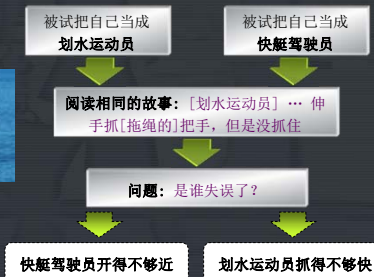 被试把自己当成
划水运动员
被试把自己当成
快艇驾驶员
阅读相同的故事：[划水运动员] … 伸
手抓[拖绳的]把手，但是没抓住
问题：是谁失误了？
快艇驾驶员开得不够近
划水运动员抓得不够快